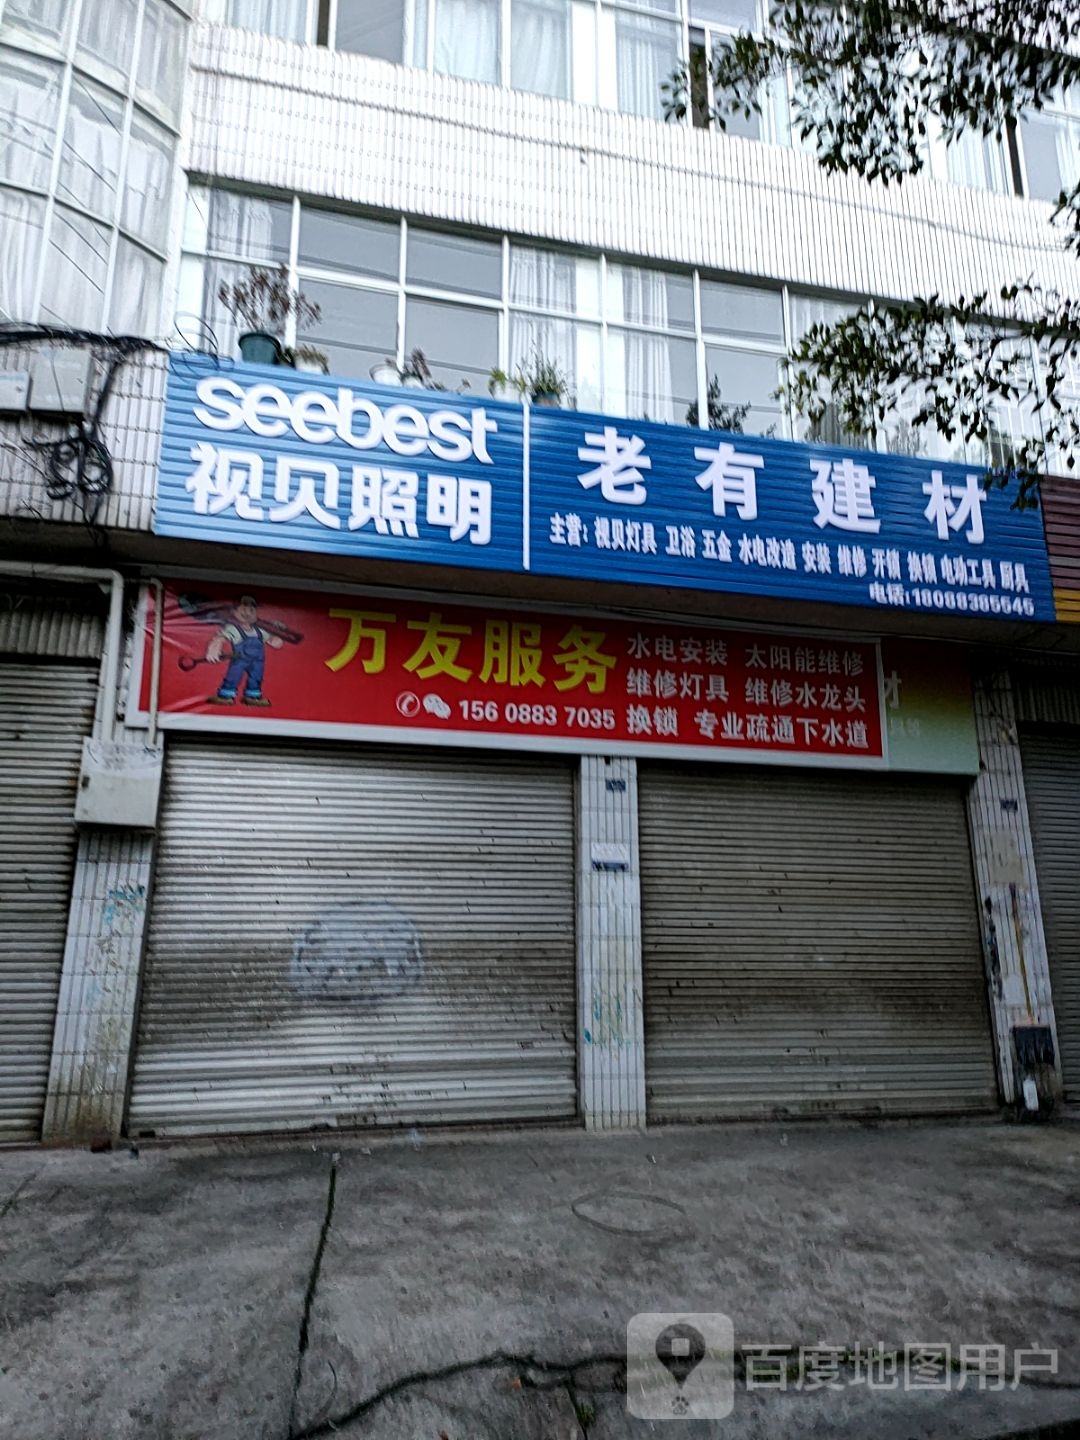 seebest
视贝照明
老有建材
主营：视贝灯具 卫浴 五金 水电改造 安装 维修 开锁 换锁 电动工具 厨具
电话:18088385545
万友服务
156 0883 7035
水电安装 太阳能维修
维修灯具 维修水龙头
换锁 专业疏通下水道
材
百度地图用户